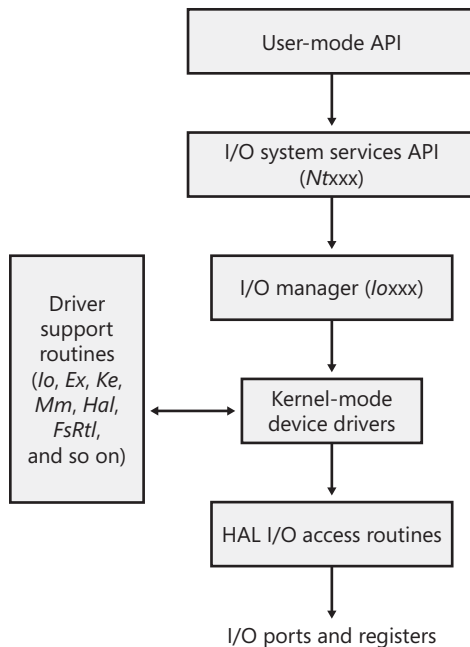 User-mode API
I/O system services API
(Ntxxx)
I/O manager (Ioxxx)
Driver
support
routines
(Io, Ex, Ke,
Mm, Hal,
FsRtl,
and so on)
Kernel-mode
device drivers
HAL I/O access routines
I/O ports and registers